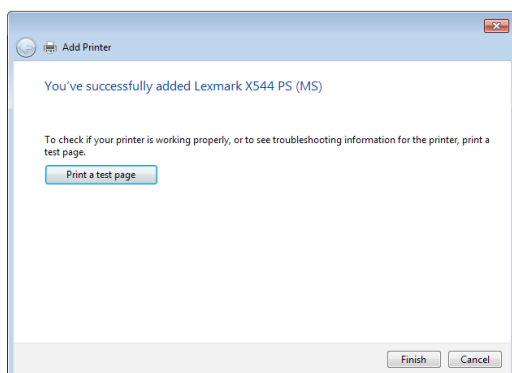 Add Printer
You've successfully added Lexmark X544 PS (MS)
To check if your printer is working properly, or to see troubleshooting information for the printer, print a
test page.
Print a test page
Finish Cancel